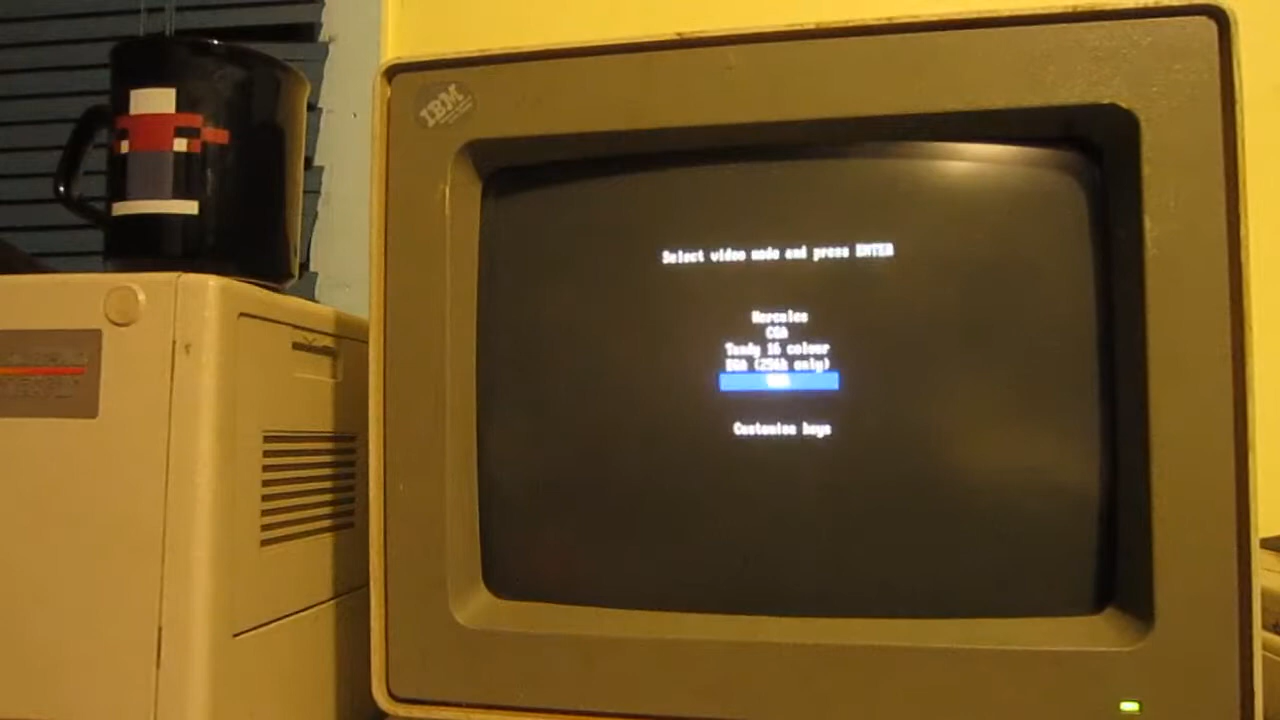 IBM
Select video mode and press ENTER
Hercules
CGA
Tandy 16 colour
EGA (256k only)
Customise keys